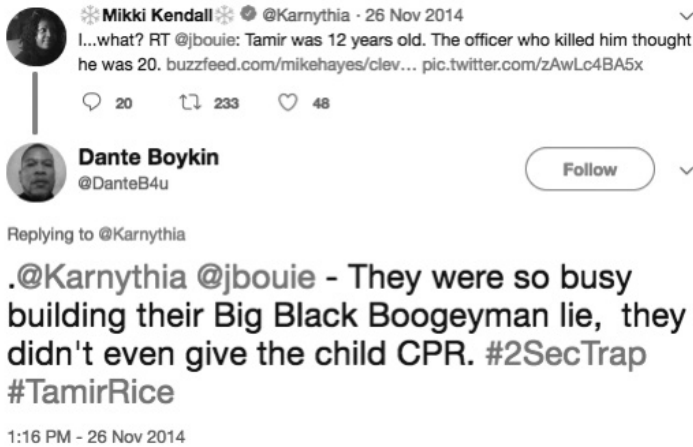 ❄Mikki Kendall❄ @Karnythia · 26 Nov 2014
I...what? RT @jbouie: Tamir was 12 years old. The officer who killed him thought
he was 20. buzzfeed.com/mikehayes/clev... pic.twitter.com/zAwLc4BA5x
20 233 48
Dante Boykin
@DanteB4u
Follow
Replying to @Karnythia
.@Karnythia @jbouie - They were so busy
building their Big Black Boogeyman lie, they
didn't even give the child CPR. #2SecTrap
#TamirRice
1:16 PM - 26 Nov 2014